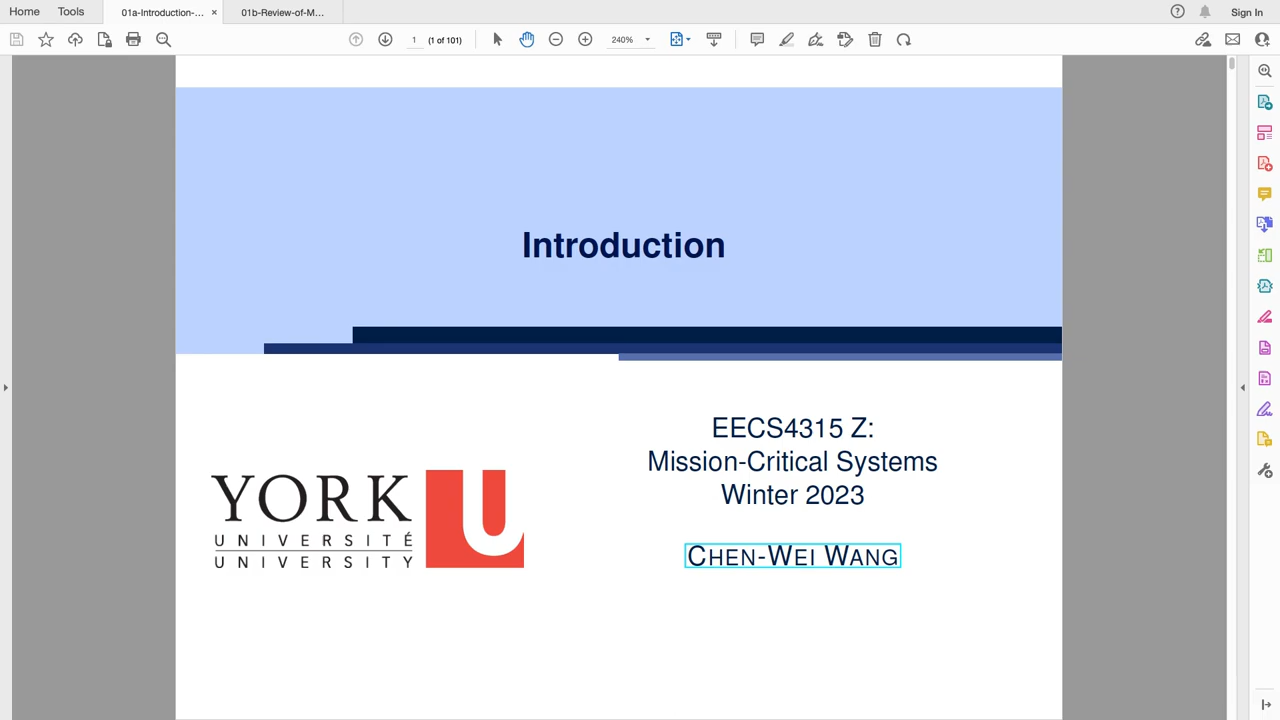 Home
Tools
01a-Introduction-...
01b-Review-of-M...
Sign In
1
(1 of 101)
240%
Introduction
EECS4315 Z:
Mission-Critical Systems
Winter 2023
CHEN-WEI WANG
YORK
UNIVERSITÉ
UNIVERSITY
U